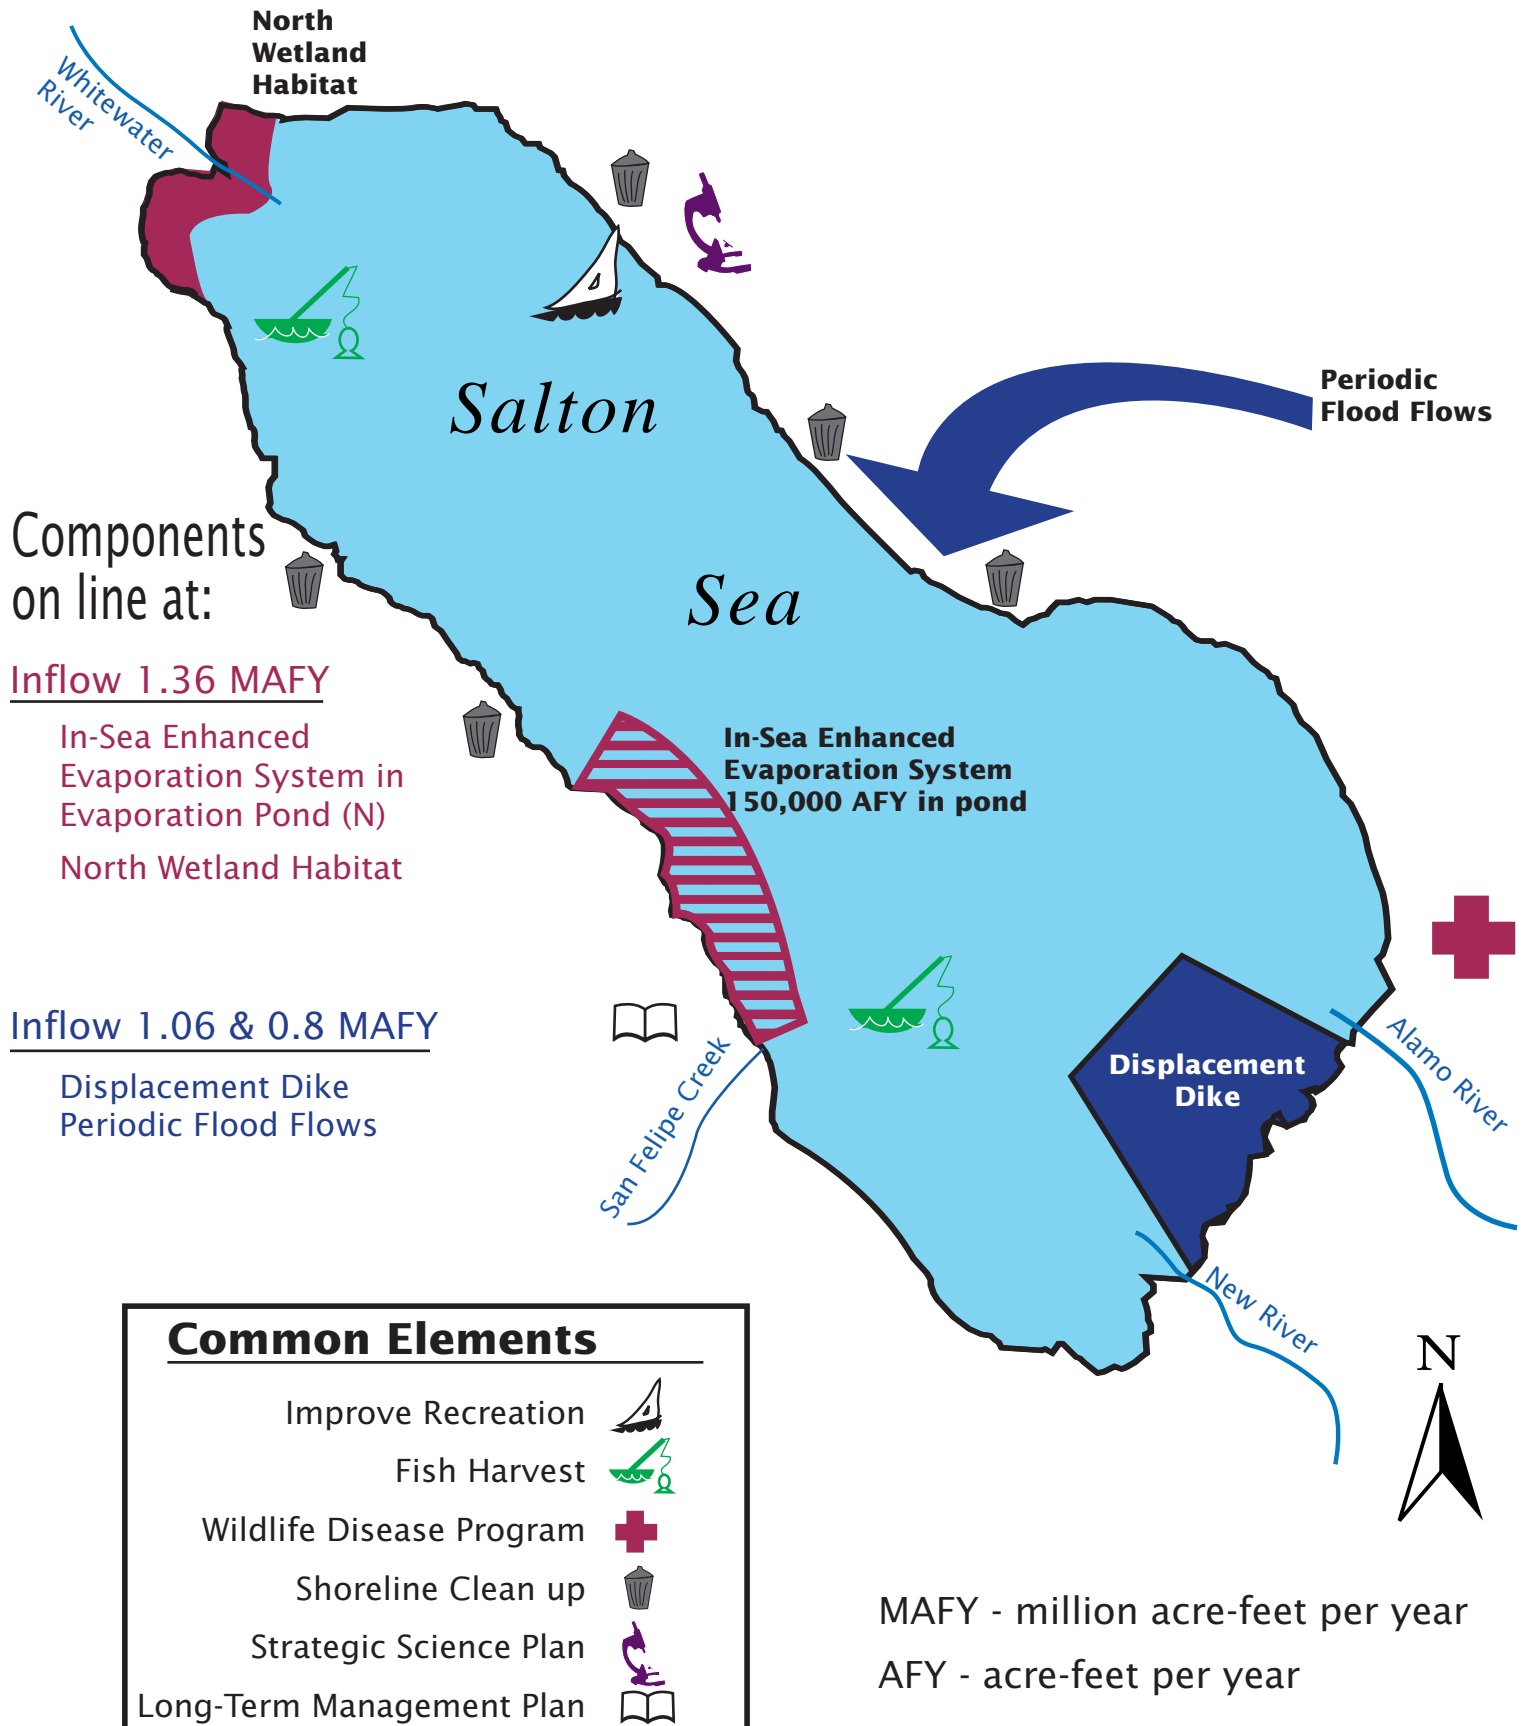 North
Wetland
Habitat
Whitewater
River
Salton
Periodic
Flood Flows
Components
on line at:
Sea
Inflow 1.36 MAFY
In-Sea Enhanced
Evaporation System in
Evaporation Pond (N)
North Wetland Habitat
In-Sea Enhanced
Evaporation System
150,000 AFY in pond
Inflow 1.06 & 0.8 MAFY
Displacement Dike
Periodic Flood Flows
San Felipe Creek
Displacement
Dike
Alamo River
New River
N
Common Elements
Improve Recreation
Fish Harvest
Wildlife Disease Program
Shoreline Clean up
Strategic Science Plan
Long-Term Management Plan
MAFY - million acre-feet per year
AFY - acre-feet per year